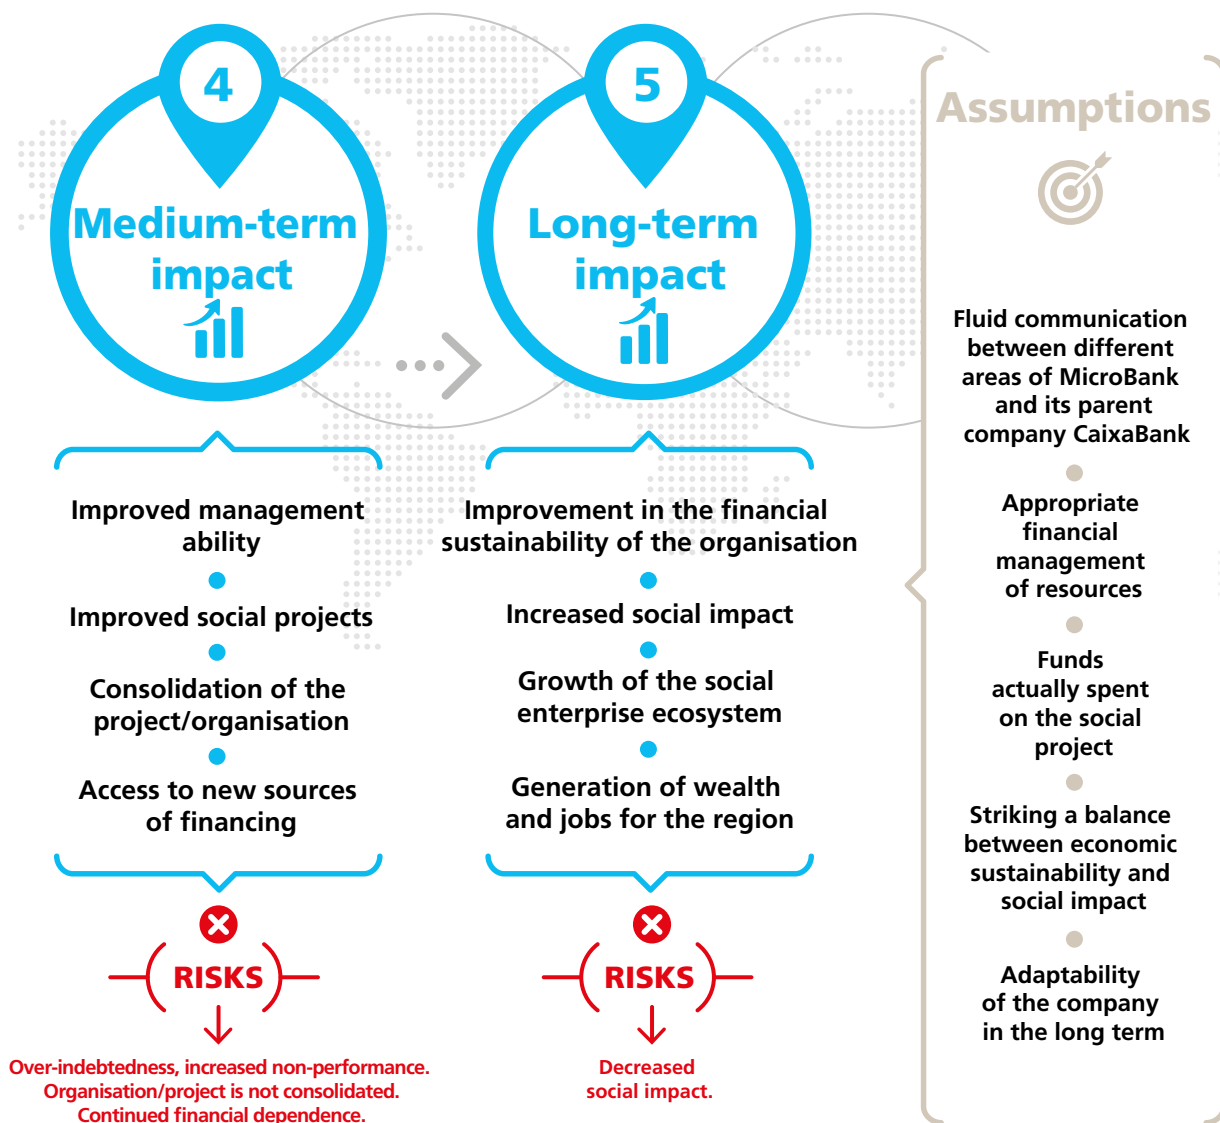 4
Medium-term
impact
Improved management
ability
Improved social projects
Consolidation of the
project/organisation
Access to new sources
of financing
RISKS
Over-indebtedness, increased non-performance.
Organisation/project is not consolidated.
Continued financial dependence.
5
Long-term
impact
Improvement in the financial
sustainability of the organisation
Increased social impact
Growth of the social
enterprise ecosystem
Generation of wealth
and jobs for the region
RISKS
Decreased
social impact.
Assumptions
Fluid communication
between different
areas of MicroBank
and its parent
company CaixaBank
Appropriate
financial
management
of resources
Funds
actually spent
on the social
project
Striking a balance
between economic
sustainability and
social impact
Adaptability
of the company
in the long term